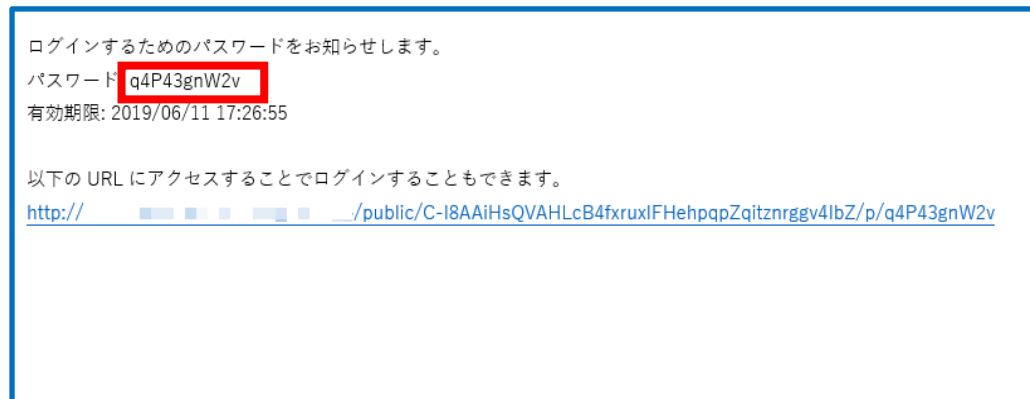 ログインするためのパスワードをお知らせします。
パスワード q4P43gnW2v
有効期限: 2019/06/11 17:26:55
以下の URL にアクセスすることでログインすることもできます。
http:// /public/C-I8AAiHsQVAHLcB4fxruxIFHehpqpZqitznrggv4IbZ/p/q4P43gnW2v